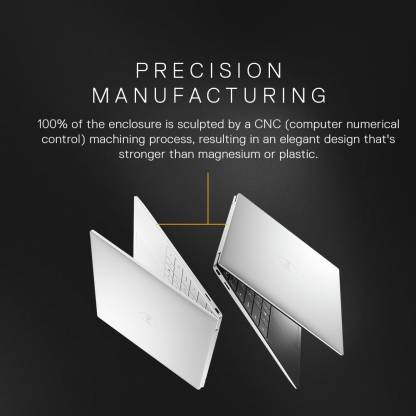 PRECISION
MANUFACTURING
100% of the enclosure is sculpted by a CNC (computer numerical
control) machining process, resulting in an elegant design that's
stronger than magnesium or plastic.